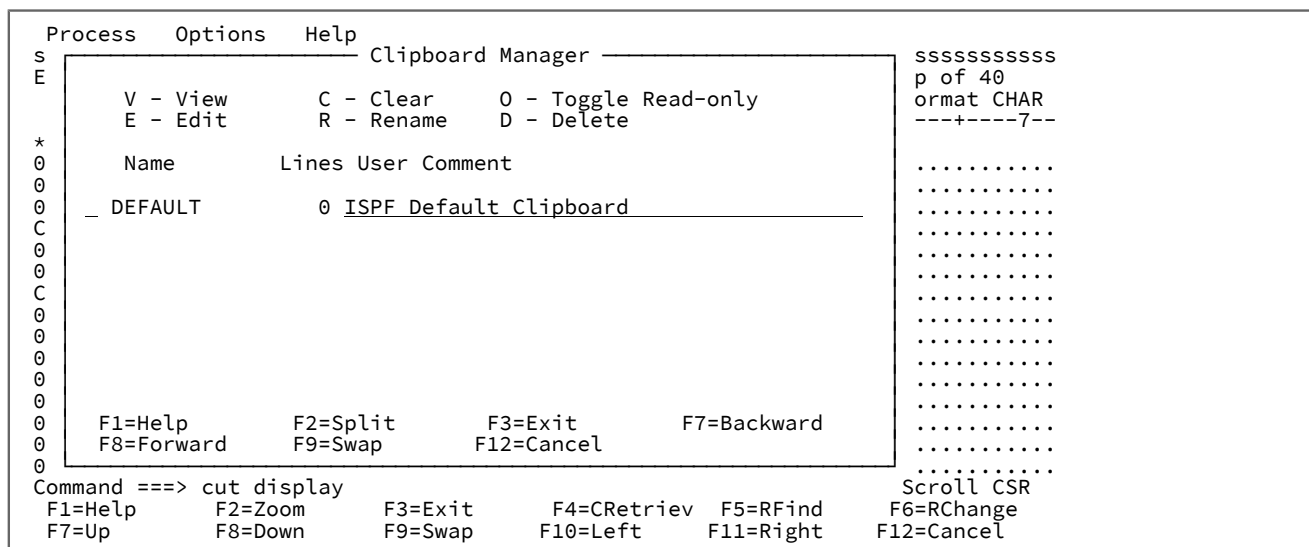 Process   Options   Help
s ─────────── Clipboard Manager ─────────── sssssssssss
E p of 40
V - View   C - Clear   O - Toggle Read-only   ormat CHAR
E - Edit   R - Rename   D - Delete   ---+----7--
*
0 Name   Lines User Comment   ...........
0 ...........
0 _ DEFAULT   0 ISPF Default Clipboard   ...........
C ...........
0 ...........
0 ...........
C ...........
0 ...........
0 ...........
0 ...........
0 ...........
0 ...........
0 F1=Help   F2=Split   F3=Exit   F7=Backward   ...........
0 F8=Forward   F9=Swap   F12=Cancel   ...........
0 ...........
Command ===> cut display   Scroll CSR
F1=Help   F2=Zoom   F3=Exit   F4=CRetriev   F5=RFind   F6=RChange
F7=Up   F8=Down   F9=Swap   F10=Left   F11=Right   F12=Cancel